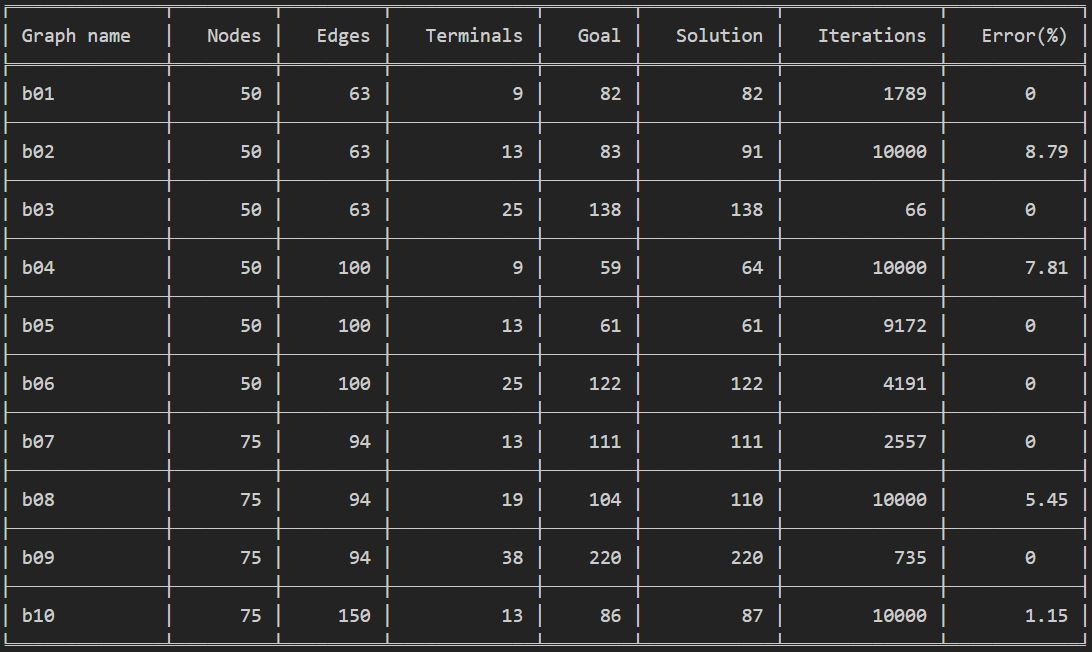 Graph name Nodes Edges Terminals Goal Solution Iterations Error(%)
b01 50 63 9 82 82 1789 0
b02 50 63 13 83 91 10000 8.79
b03 50 63 25 138 138 66 0
b04 50 100 9 59 64 10000 7.81
b05 50 100 13 61 61 9172 0
b06 50 100 25 122 122 4191 0
b07 75 94 13 111 111 2557 0
b08 75 94 19 104 110 10000 5.45
b09 75 94 38 220 220 735 0
b10 75 150 13 86 87 10000 1.15